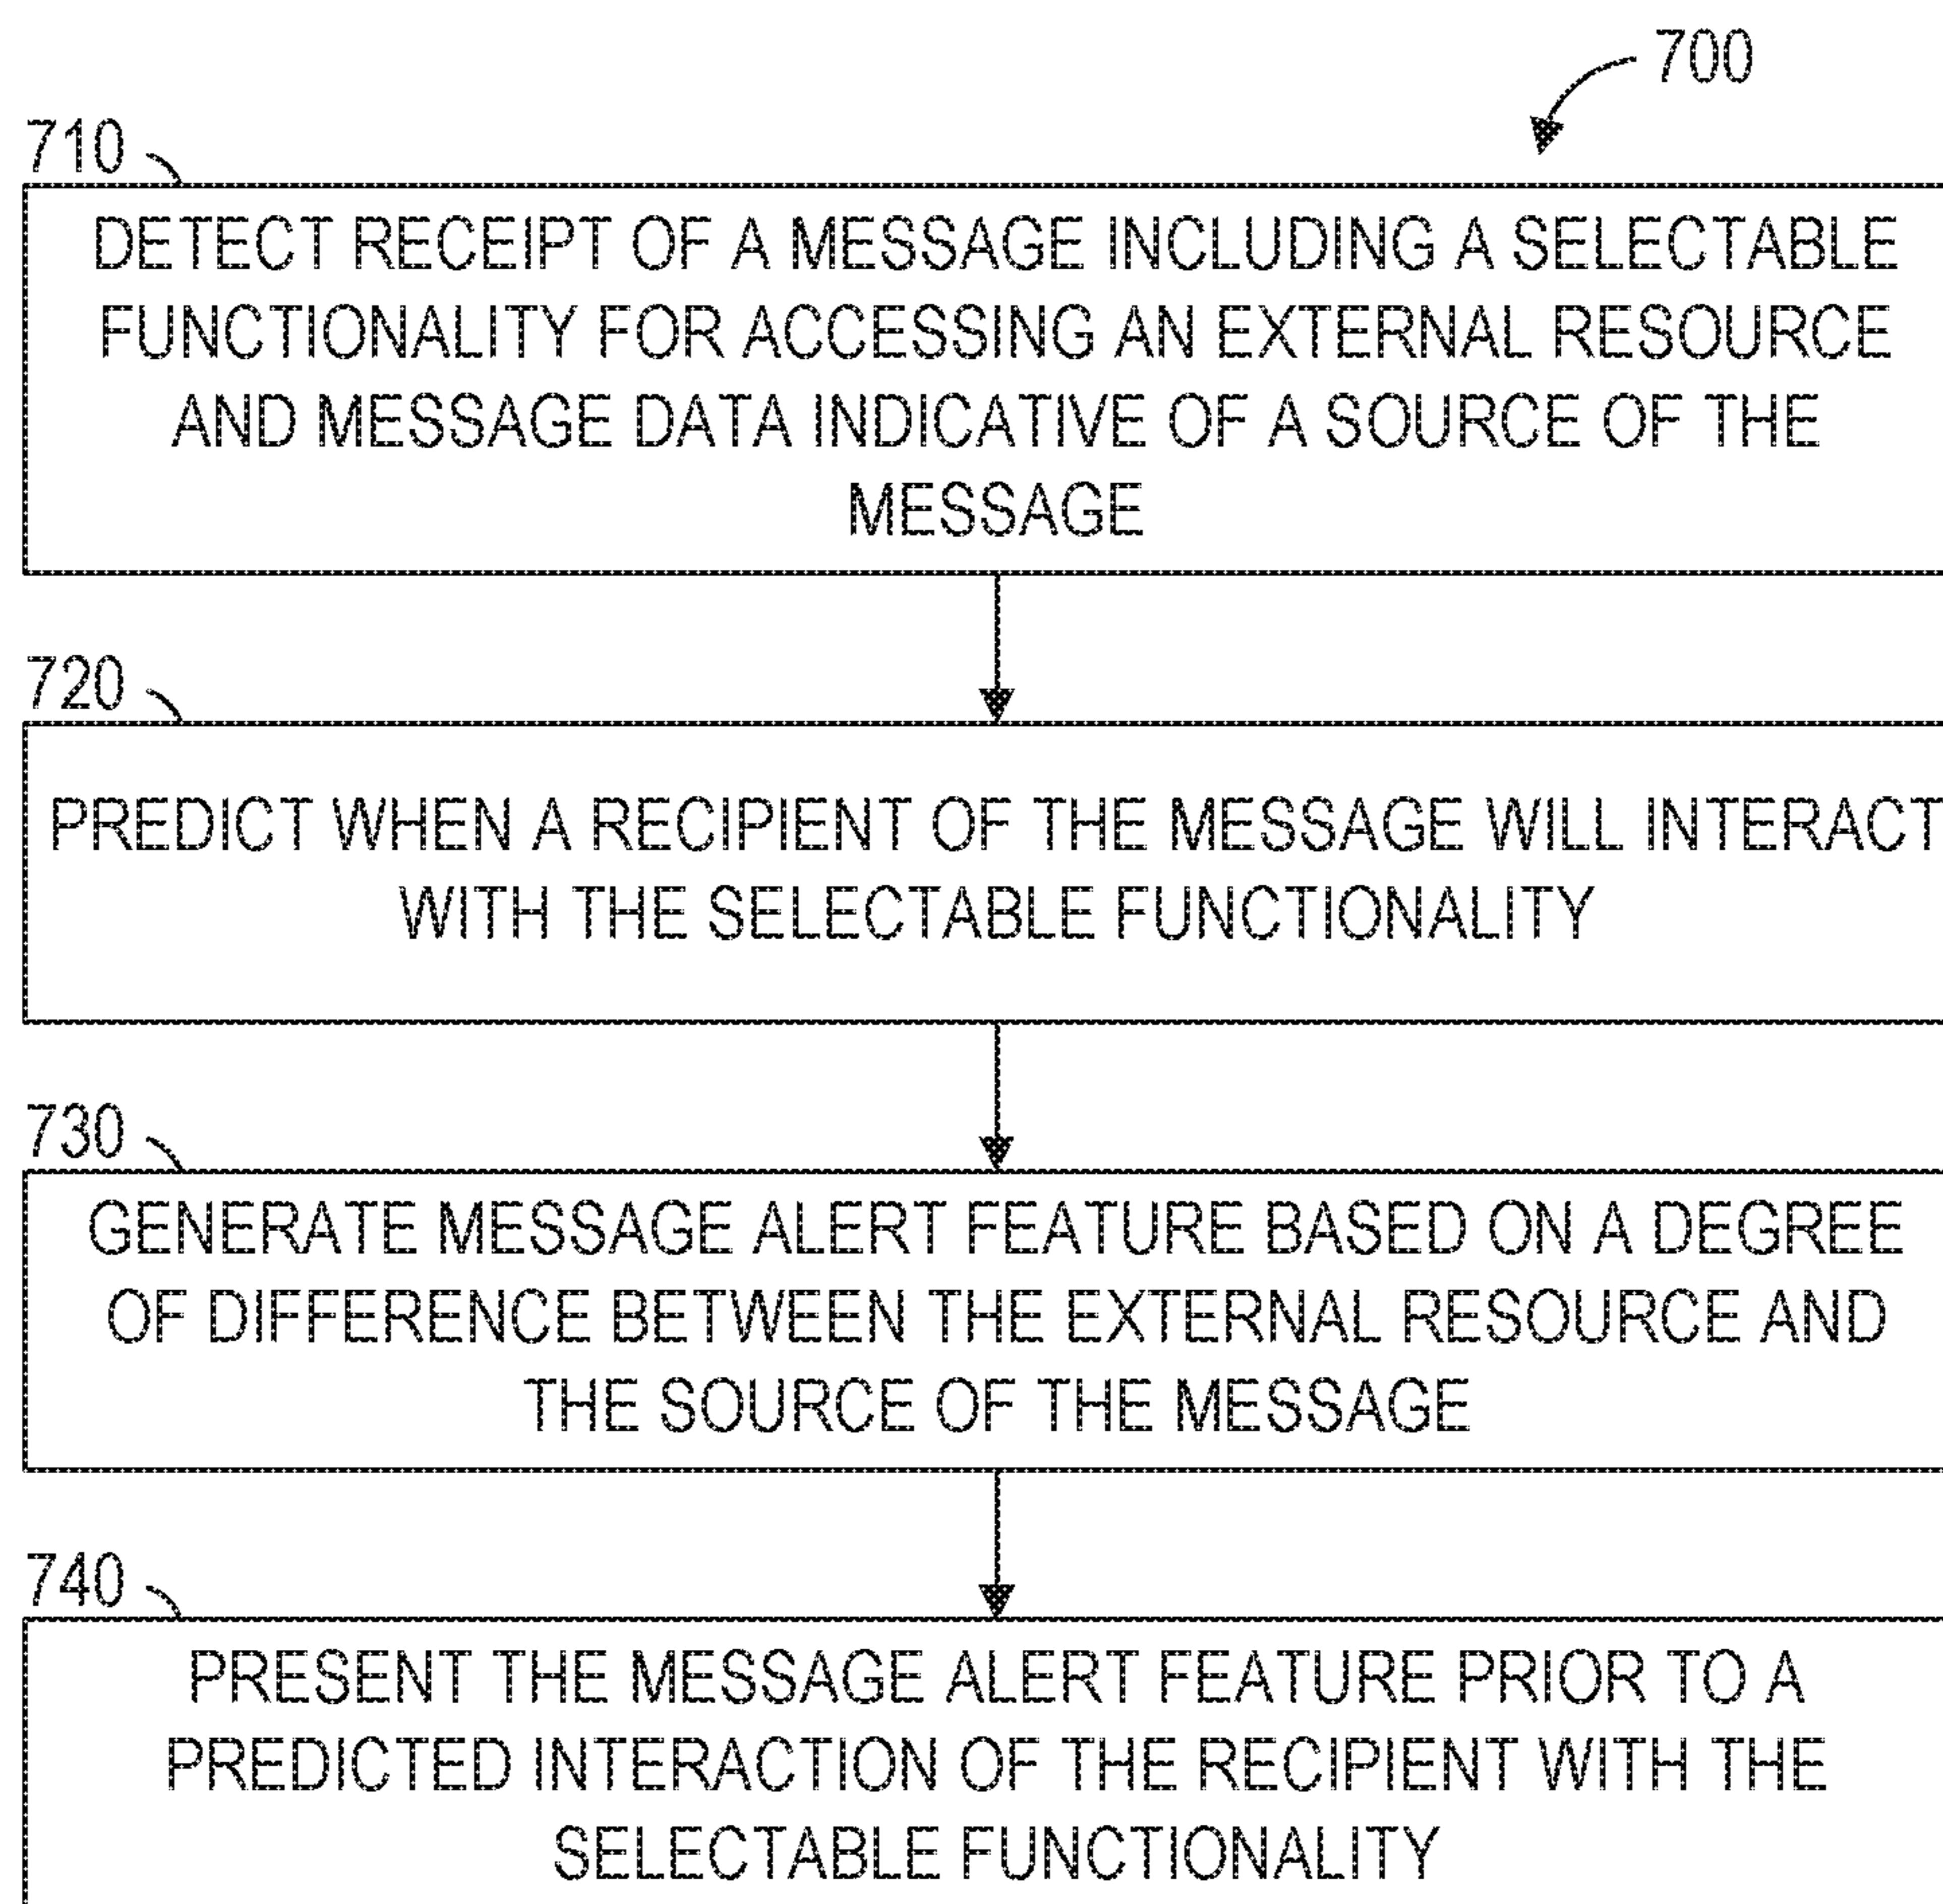 700
710
DETECT RECEIPT OF A MESSAGE INCLUDING A SELECTABLE
FUNCTIONALITY FOR ACCESSING AN EXTERNAL RESOURCE
AND MESSAGE DATA INDICATIVE OF A SOURCE OF THE
MESSAGE
720
PREDICT WHEN A RECIPIENT OF THE MESSAGE WILL INTERACT
WITH THE SELECTABLE FUNCTIONALITY
730
GENERATE MESSAGE ALERT FEATURE BASED ON A DEGREE
OF DIFFERENCE BETWEEN THE EXTERNAL RESOURCE AND
THE SOURCE OF THE MESSAGE
740
PRESENT THE MESSAGE ALERT FEATURE PRIOR TO A
PREDICTED INTERACTION OF THE RECIPIENT WITH THE
SELECTABLE FUNCTIONALITY